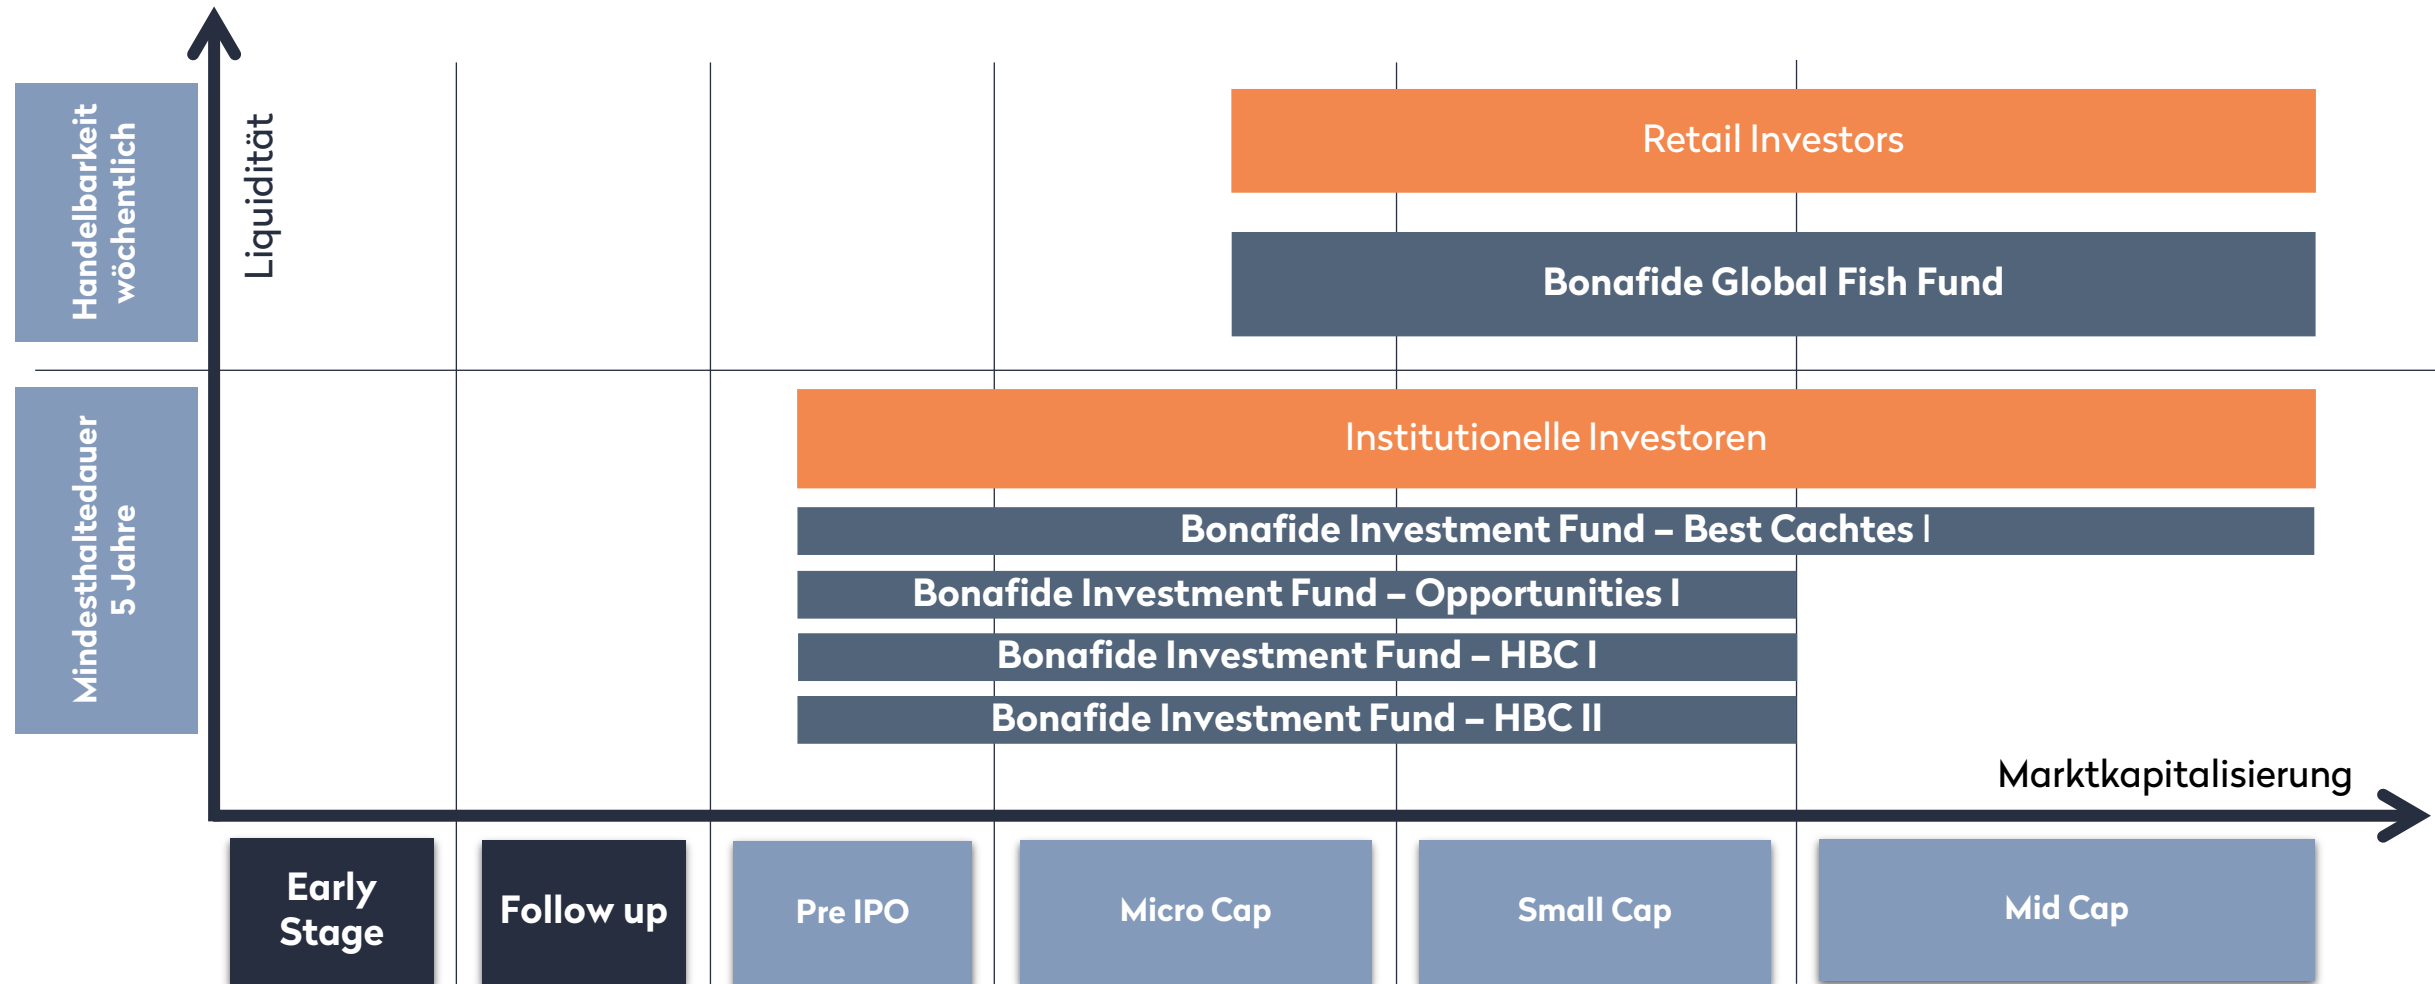 Handelbarkeit
wöchentlich
Liquidität
Retail Investors
Bonafide Global Fish Fund
Mindesthaltedauer
5 Jahre
Institutionelle Investoren
Bonafide Investment Fund – Best Cachtes I
Bonafide Investment Fund – Opportunities I
Bonafide Investment Fund – HBC I
Bonafide Investment Fund – HBC II
Marktkapitalisierung
Early
Stage
Follow up
Pre IPO
Micro Cap
Small Cap
Mid Cap